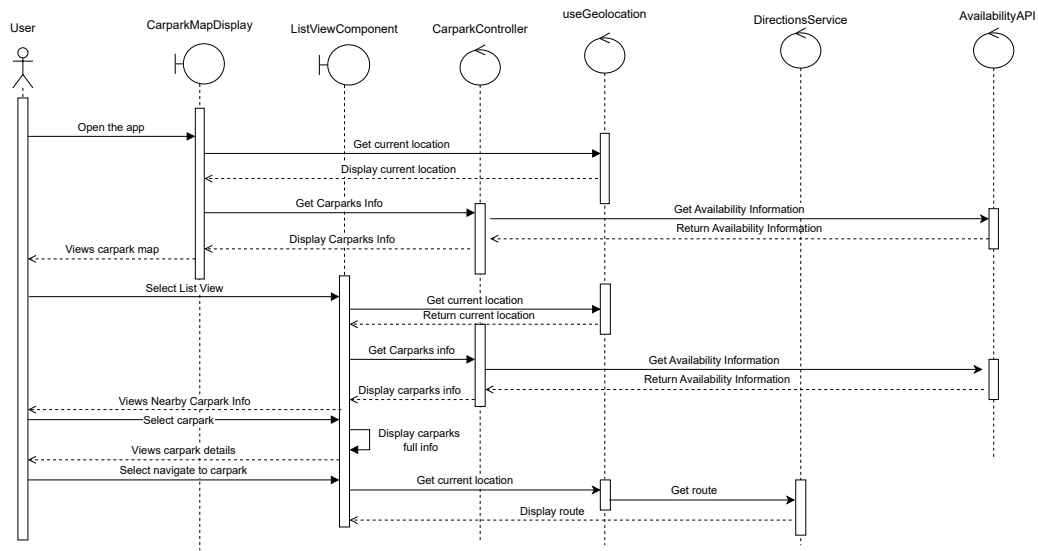 User
CarparkMapDisplay
ListViewComponent
CarparkController
useGeolocation
DirectionsService
AvailabilityAPI
Open the app
Get current location
Display current location
Get Carparks Info
Get Availability Information
Return Availability Information
Display Carparks Info
Views carpark map
Select List View
Get current location
Return current location
Get Carparks info
Get Availability Information
Return Availability Information
Display carparks info
Views Nearby Carpark Info
Select carpark
Display carparks
full info
Views carpark details
Select navigate to carpark
Get current location
Get route
Display route